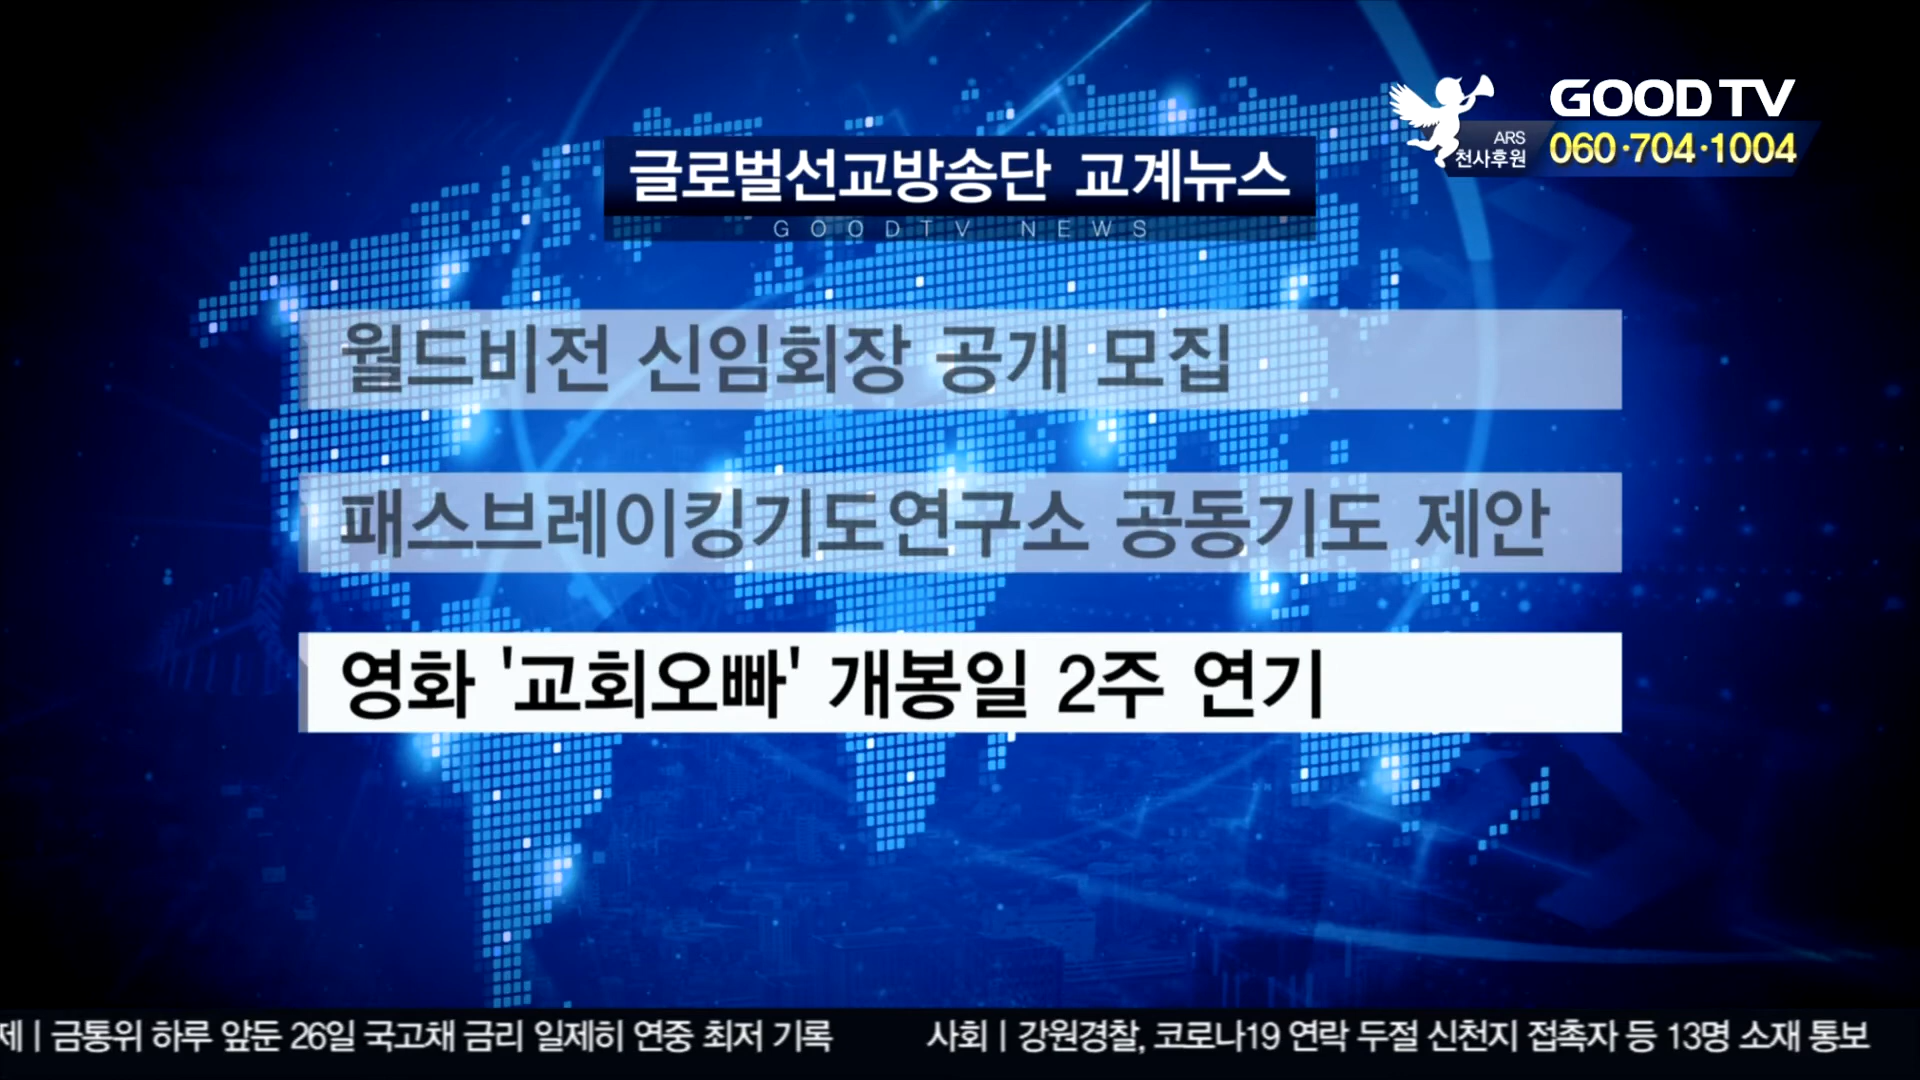 GOODTV
ARS
천사후원 060·704·1004
글로벌선교방송단 교계뉴스
GOODTV NEWS
월드비전 신임회장 공개 모집
패스브레이킹기도연구소 공동기도 제안
영화 '교회오빠' 개봉일 2주 연기
제 | 금통위 하루 앞둔 26일 국고채 금리 일제히 연중 최저 기록 사회 | 강원경찰, 코로나19 연락 두절 신천지 접촉자 등 13명 소재 통보